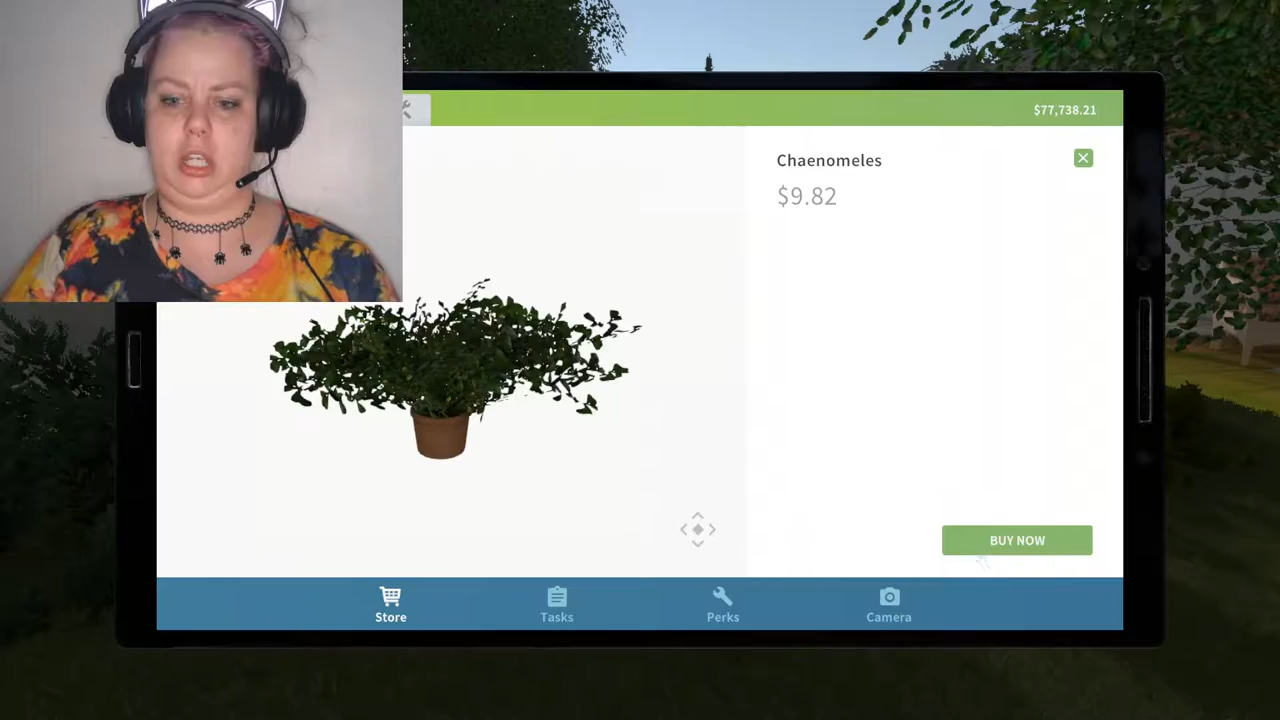 $77,738.21
Chaenomeles
$9.82
BUY NOW
Store
Tasks
Perks
Camera